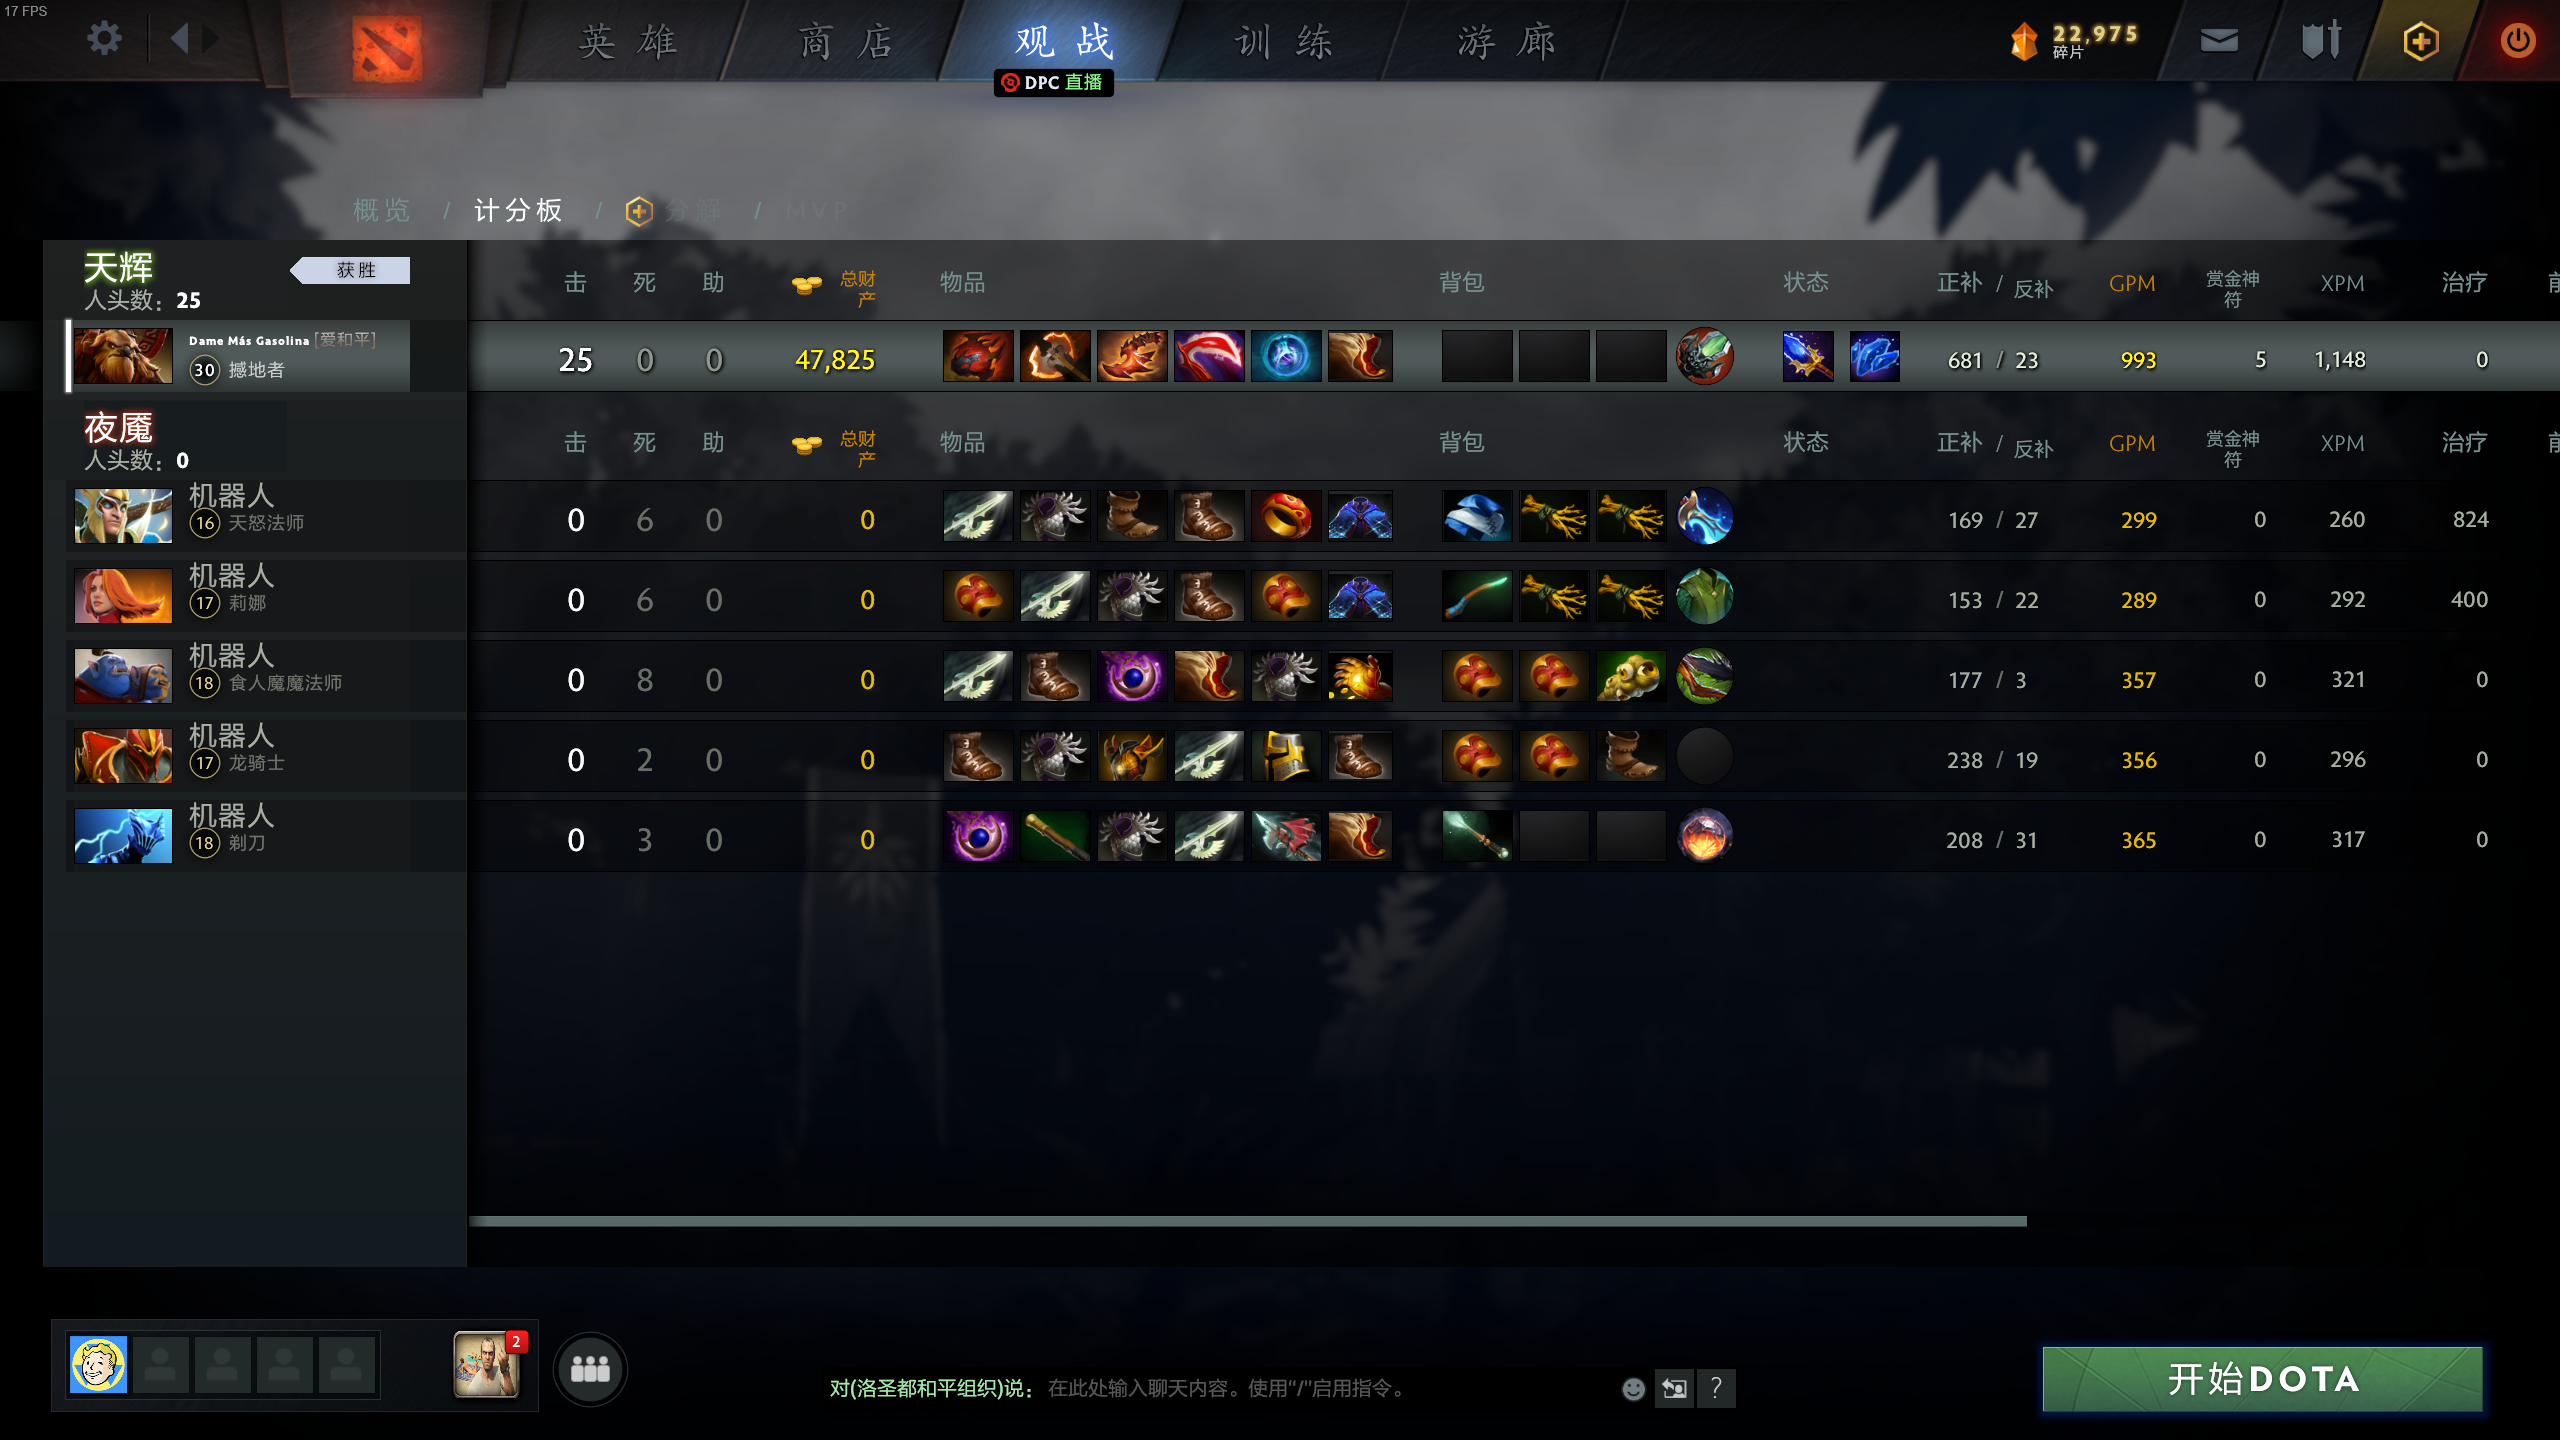 17 FPS
英雄
商店
观战
训练
游廊
22,975
碎片
DPC 直播
概览 / 计分板 / 分解 / MVP
天辉
获胜
人头数：25
击 死 助 总财产 物品 背包 状态 正补 / 反补 GPM 赏金神符 XPM 治疗
Dame Más Gasolina [爱和平]
30 撼地者
25 0 0 47,825 681 / 23 993 5 1,148 0
夜魇
人头数：0
击 死 助 总财产 物品 背包 状态 正补 / 反补 GPM 赏金神符 XPM 治疗
机器人
16 天怒法师
0 6 0 0 169 / 27 299 0 260 824
机器人
17 莉娜
0 6 0 0 153 / 22 289 0 292 400
机器人
18 食人魔魔法师
0 8 0 0 177 / 3 357 0 321 0
机器人
17 龙骑士
0 2 0 0 238 / 19 356 0 296 0
机器人
18 剃刀
0 3 0 0 208 / 31 365 0 317 0
2
对(洛圣都和平组织)说： 在此处输入聊天内容。使用“/”启用指令。
?
开始DOTA